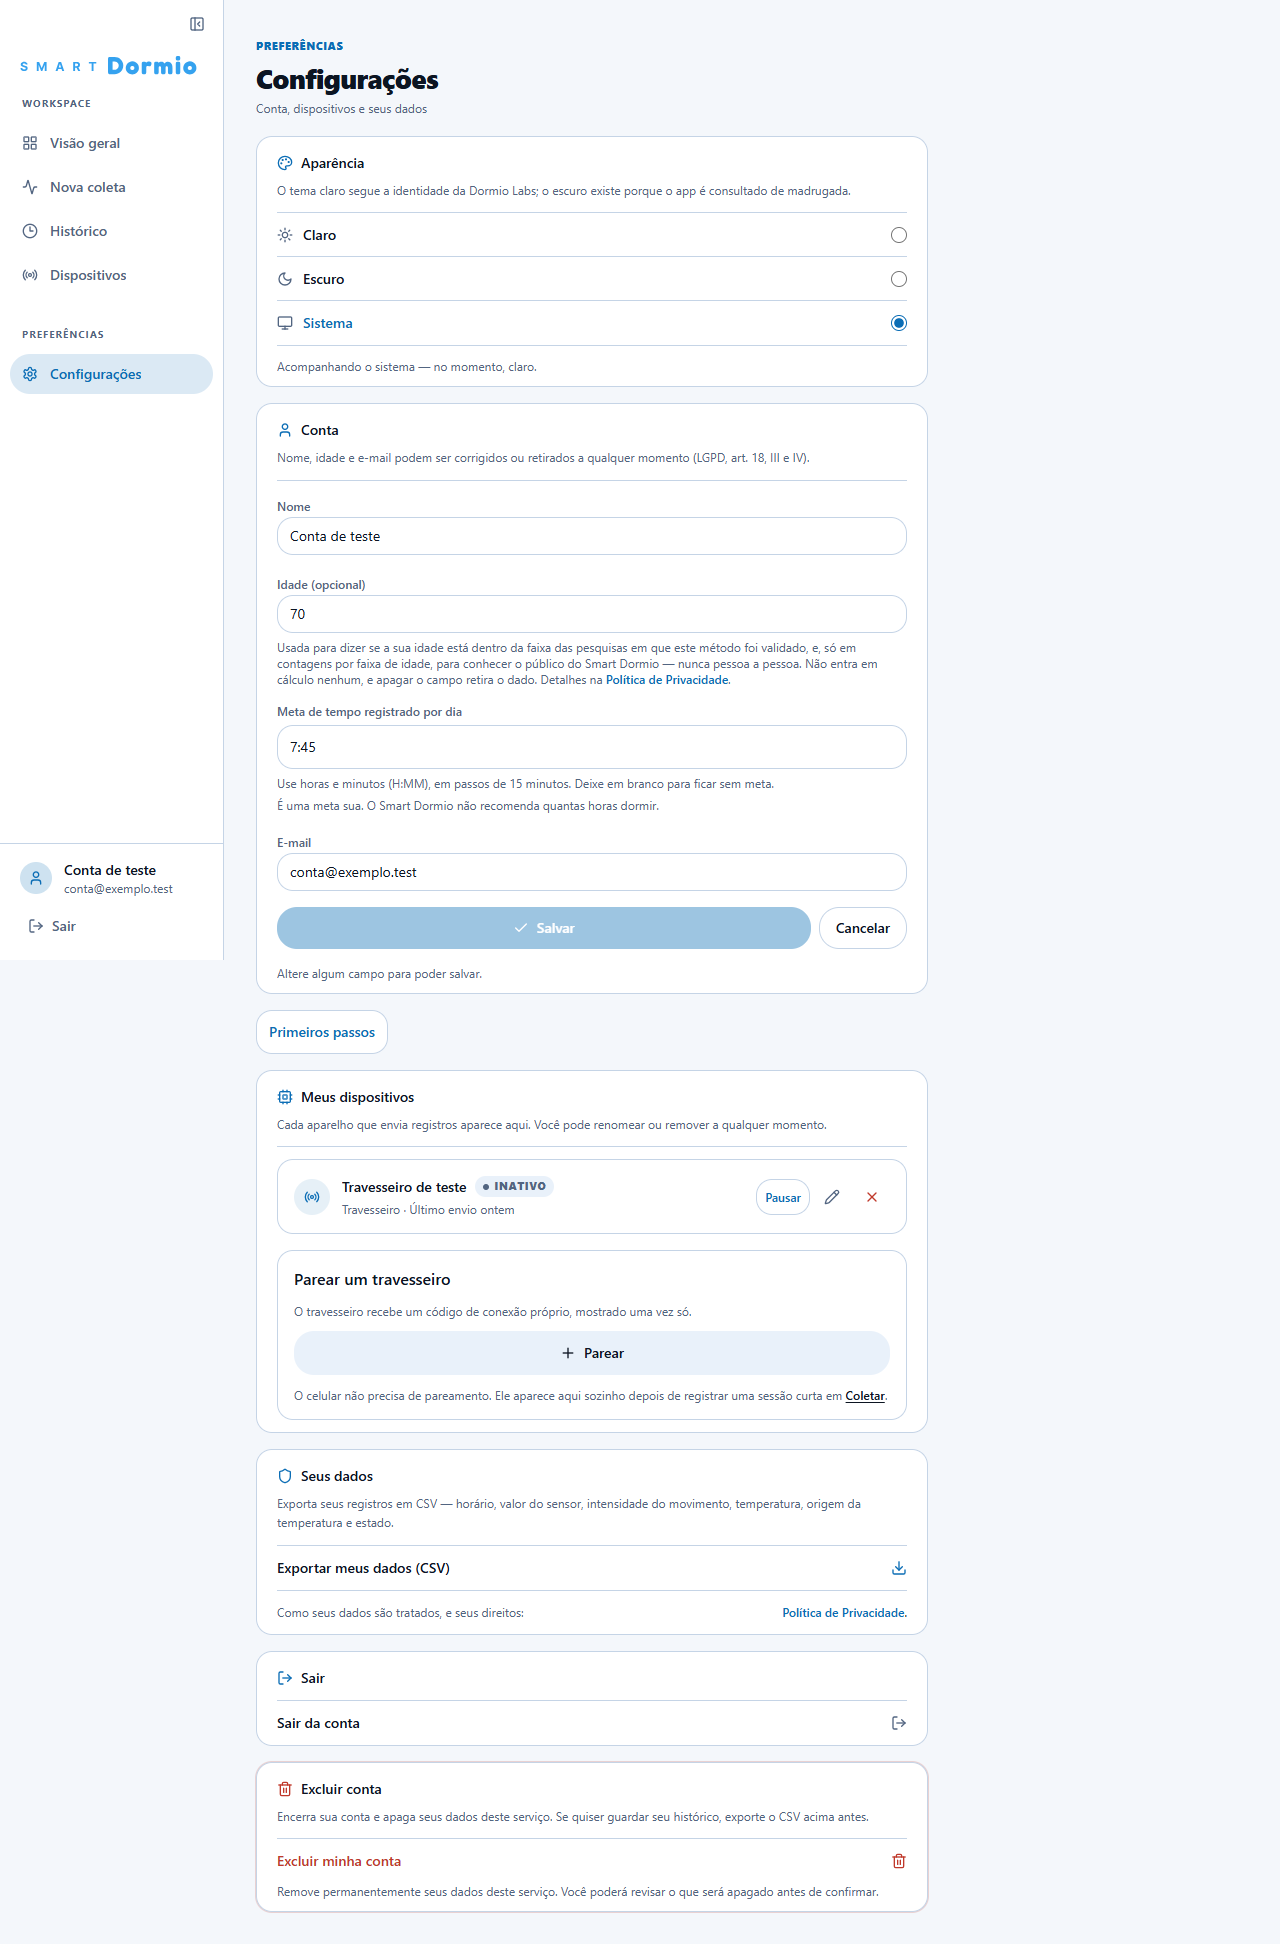 SMART Dormio
WORKSPACE
Visão geral
Nova coleta
Histórico
Dispositivos
PREFERÊNCIAS
Configurações
Conta de teste
conta@exemplo.test
Sair
PREFERÊNCIAS
Configurações
Conta, dispositivos e seus dados
Aparência
O tema claro segue a identidade da Dormio Labs; o escuro existe porque o app é consultado de madrugada.
Claro
Escuro
Sistema
Acompanhando o sistema — no momento, claro.
Conta
Nome, idade e e-mail podem ser corrigidos ou retirados a qualquer momento (LGPD, art. 18, III e IV).
Nome
Conta de teste
Idade (opcional)
70
Usada para dizer se a sua idade está dentro da faixa das pesquisas em que este método foi validado, e, só em
contagens por faixa de idade, para conhecer o público do Smart Dormio — nunca pessoa a pessoa. Não entra em
cálculo nenhum, e apagar o campo retira o dado. Detalhes na Política de Privacidade.
Meta de tempo registrado por dia
7:45
Use horas e minutos (H:MM), em passos de 15 minutos. Deixe em branco para ficar sem meta.
É uma meta sua. O Smart Dormio não recomenda quantas horas dormir.
E-mail
conta@exemplo.test
Salvar
Cancelar
Altere algum campo para poder salvar.
Primeiros passos
Meus dispositivos
Cada aparelho que envia registros aparece aqui. Você pode renomear ou remover a qualquer momento.
Travesseiro de teste
INATIVO
Travesseiro · Último envio ontem
Pausar
Parear um travesseiro
O travesseiro recebe um código de conexão próprio, mostrado uma vez só.
Parear
O celular não precisa de pareamento. Ele aparece aqui sozinho depois de registrar uma sessão curta em Coletar.
Seus dados
Exporta seus registros em CSV — horário, valor do sensor, intensidade do movimento, temperatura, origem da
temperatura e estado.
Exportar meus dados (CSV)
Como seus dados são tratados, e seus direitos:
Política de Privacidade.
Sair
Sair da conta
Excluir conta
Encerra sua conta e apaga seus dados deste serviço. Se quiser guardar seu histórico, exporte o CSV acima antes.
Excluir minha conta
Remove permanentemente seus dados deste serviço. Você poderá revisar o que será apagado antes de confirmar.